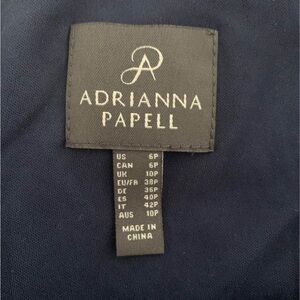 ADRIANNA
PAPELL
US 6P
CAN 6P
UK 10P
EU/FR 38P
DE 36P
ES 40P
IT 42P
AUS 10P
MADE IN
CHINA